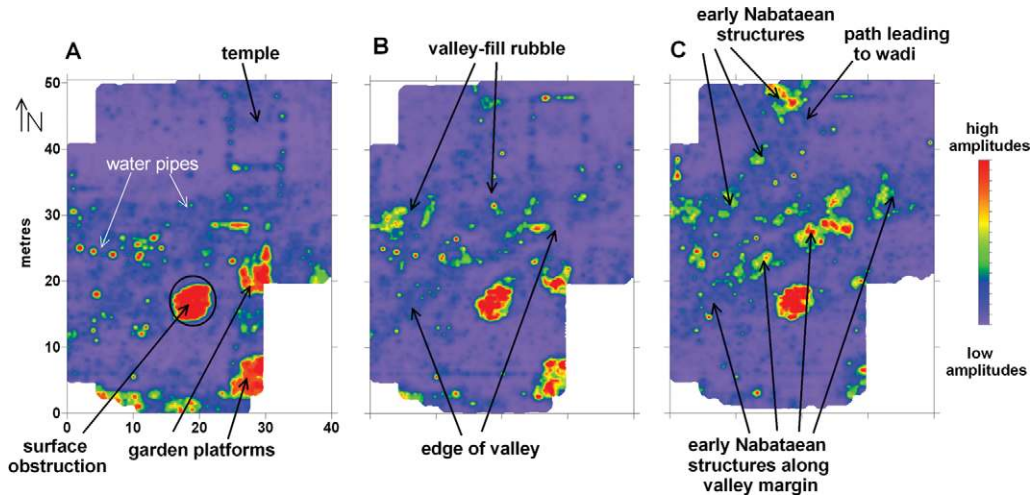 A
temple
N
water pipes
metres
50
40
30
20
10
0
0 10 20 30 40
surface
obstruction
garden platforms
B
valley-fill rubble
edge of valley
early Nabataean
structures
C
path leading
to wadi
early Nabataean
structures along
valley margin
high
amplitudes
low
amplitudes